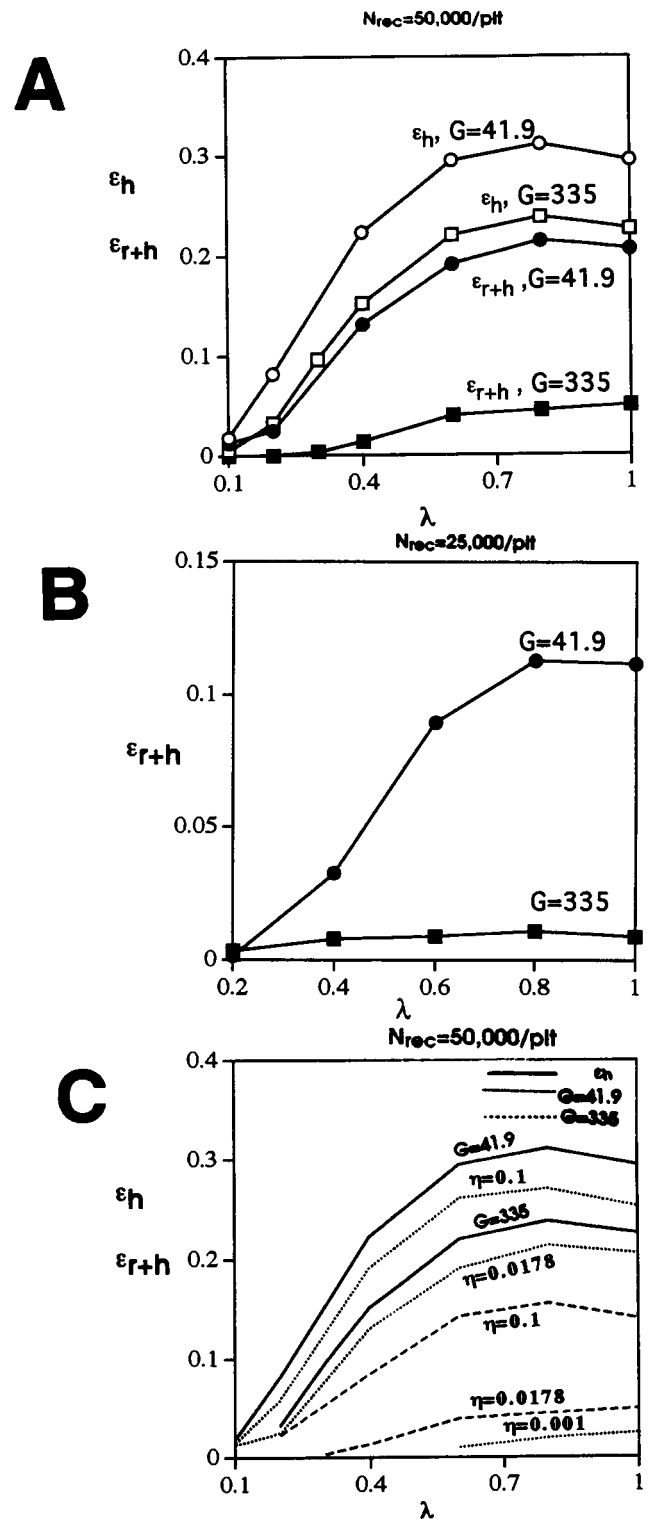 Nrec=50,000/plt
A
0.4
εh, G=41.9
0.3
εh
εh, G=335
εr+h
0.2
εr+h ,G=41.9
0.1
εr+h , G=335
0
0.1 0.4 0.7 1
λ
Nrec=25,000/plt
B
0.15
G=41.9
0.1
εr+h
0.05
G=335
0
0.2 0.4 0.6 0.8 1
λ
Nrec=50,000/plt
C
0.4
εh
G=41.9
G=335
G=41.9
0.3
η=0.1
εh
G=335
εr+h
0.2
η=0.0178
η=0.1
0.1
η=0.0178
η=0.001
0
0.1 0.4 0.7 1
λ